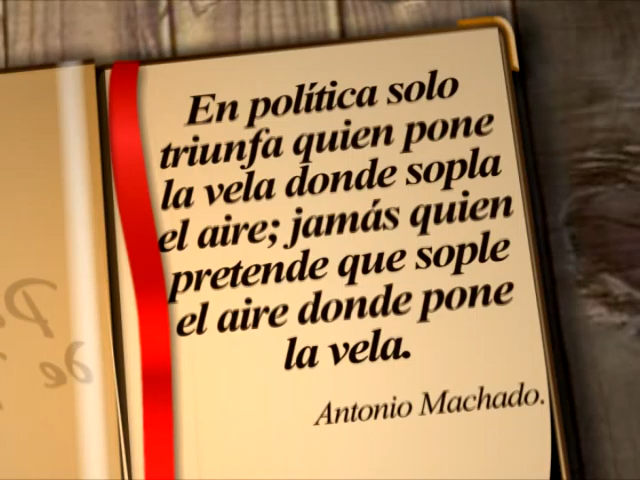 En política solo
triunfa quien pone
la vela donde sopla
el aire; jamás quien
pretende que sople
el aire donde pone
la vela.
Antonio Machado.